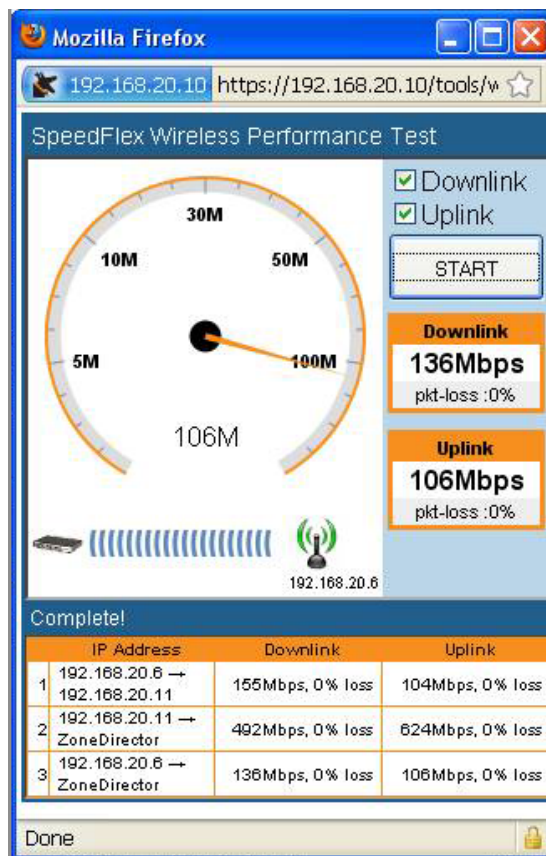 Mozilla Firefox
192.168.20.10 https://192.168.20.10/tools/w
SpeedFlex Wireless Performance Test
Downlink
Uplink
START
30M
10M
50M
5M
100M
106M
Downlink
136Mbps
pkt-loss :0%
Uplink
106Mbps
pkt-loss :0%
192.168.20.6
Complete!
IP Address Downlink Uplink
1 192.168.20.6 → 155Mbps, 0% loss 104Mbps, 0% loss
192.168.20.11
2 192.168.20.11 → 492Mbps, 0% loss 624Mbps, 0% loss
ZoneDirector
3 192.168.20.6 → 136Mbps, 0% loss 106Mbps, 0% loss
ZoneDirector
Done